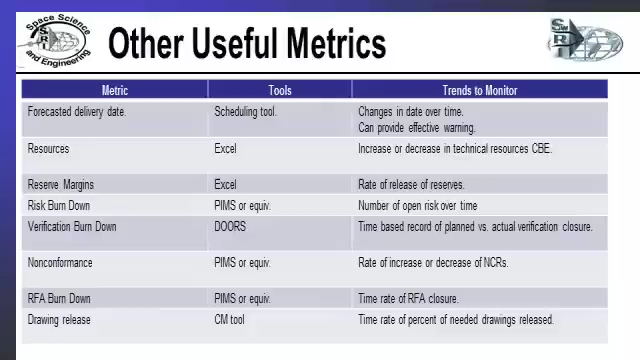 Space Science
SwRI
and Engineering
Other Useful Metrics
SwRI
Metric Tools Trends to Monitor
Forecasted delivery date. Scheduling tool. Changes in date over time.
Can provide effective warning.
Resources Excel Increase or decrease in technical resources CBE.
Reserve Margins Excel Rate of release of reserves.
Risk Burn Down PIMS or equiv. Number of open risk over time
Verification Burn Down DOORS Time based record of planned vs. actual verification closure.
Nonconformance PIMS or equiv. Rate of increase or decrease of NCRs.
RFA Burn Down PIMS or equiv. Time rate of RFA closure.
Drawing release CM tool Time rate of percent of needed drawings released.